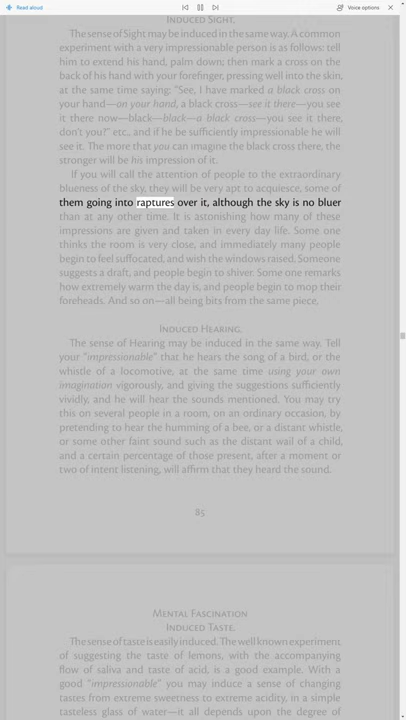 Read aloud
Voice options
INDUCED SIGHT.
The sense of Sight may be induced in the same way. A common
experiment with a very impressionable person is as follows: tell
him to extend his hand, palm down; then mark a cross on the
back of his hand with your forefinger, pressing well into the skin,
at the same time saying: "See, I have marked a black cross on
your hand—on your hand, a black cross—see it there—you see
it there now—black—black—a black cross—you see it there,
don't you?" etc., and if he be sufficiently impressionable he will
see it. The more that you can imagine the black cross there, the
stronger will be his impression of it.
If you will call the attention of people to the extraordinary
blueness of the sky, they will be very apt to acquiesce, some of
them going into raptures over it, although the sky is no bluer
than at any other time. It is astonishing how many of these
impressions are given and taken in every day life. Some one
thinks the room is very close, and immediately many people
begin to feel suffocated, and wish the windows raised. Someone
suggests a draft, and people begin to shiver. Some one remarks
how extremely warm the day is, and people begin to mop their
foreheads. And so on—all being bits from the same piece,
INDUCED HEARING.
The sense of Hearing may be induced in the same way. Tell
your "impressionable" that he hears the song of a bird, or the
whistle of a locomotive, at the same time using your own
imagination vigorously, and giving the suggestions sufficiently
vividly, and he will hear the sounds mentioned. You may try
this on several people in a room, on an ordinary occasion, by
pretending to hear the humming of a bee, or a distant whistle,
or some other faint sound such as the distant wail of a child,
and a certain percentage of those present, after a moment or
two of intent listening, will affirm that they heard the sound.
85
MENTAL FASCINATION
INDUCED TASTE.
The sense of taste is easily induced. The well known experiment
of suggesting the taste of lemons, with the accompanying
flow of saliva and taste of acid, is a good example. With a
good "impressionable" you may induce a sense of changing
tastes from extreme sweetness to extreme acidity, in a simple
tasteless glass of water—it all depends upon the degree of